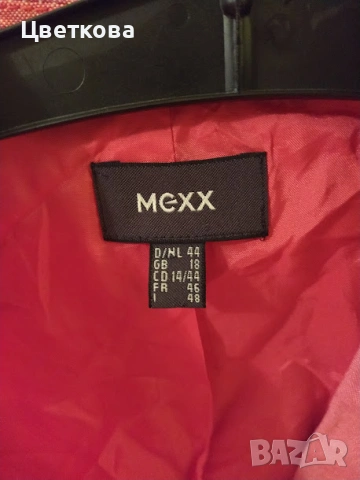 Цветкова
MEXX
D/NL 44
GB 18
CD 14/44
FR 46
I 48
BAZAR